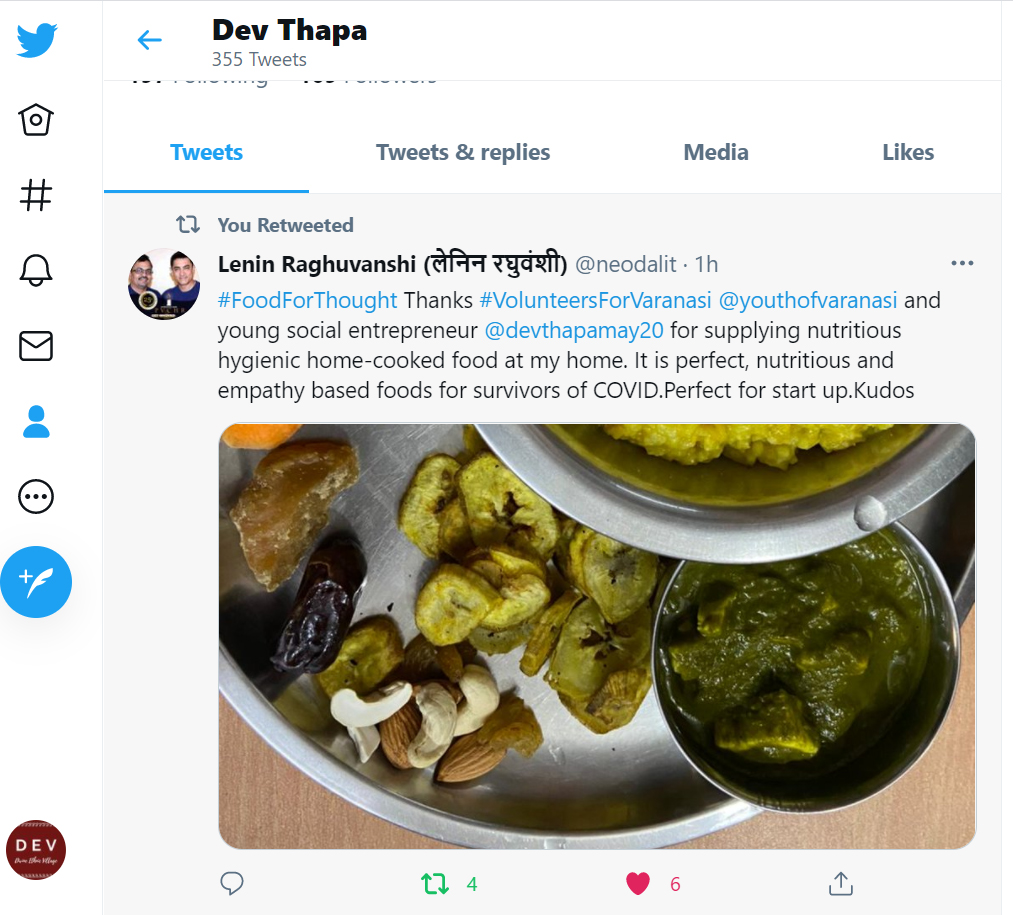 Dev Thapa
355 Tweets
Following Followers
Tweets Tweets & replies Media Likes
You Retweeted
Lenin Raghuvanshi (लेनिन रघुवंशी) @neodalit · 1h
#FoodForThought Thanks #VolunteersForVaranasi @youthofvaranasi and
young social entrepreneur @devthapamay20 for supplying nutritious
hygienic home-cooked food at my home. It is perfect, nutritious and
empathy based foods for survivors of COVID.Perfect for start up.Kudos
4 6
DEV